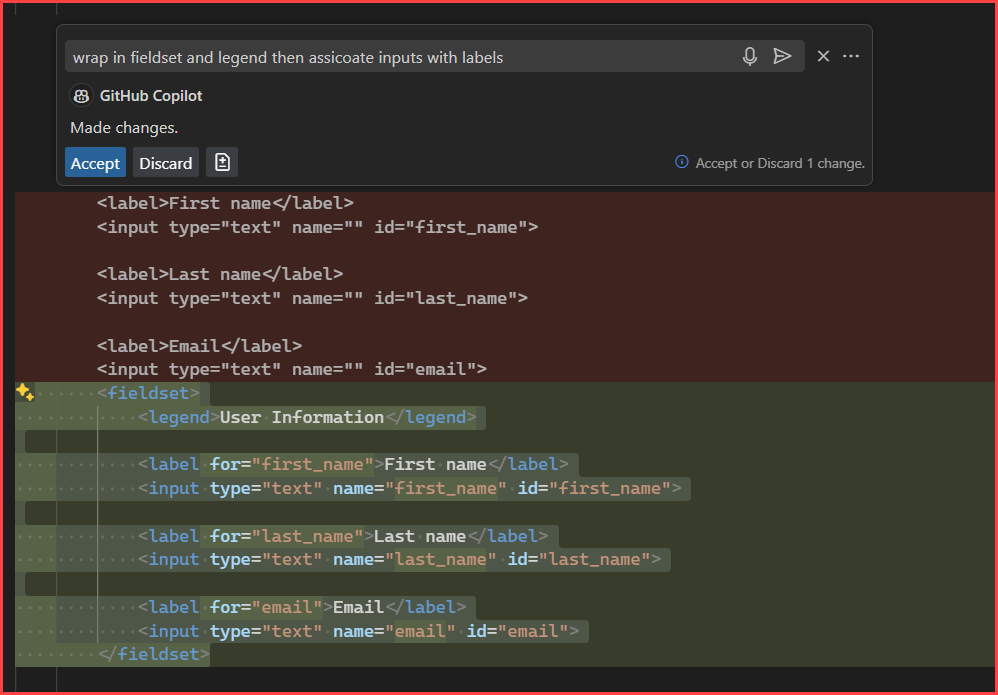 wrap in fieldset and legend then assicoate inputs with labels
GitHub Copilot
Made changes.
Accept Discard
Accept or Discard 1 change.
<label>First name</label>
<input type="text" name="" id="first_name">
<label>Last name</label>
<input type="text" name="" id="last_name">
<label>Email</label>
<input type="text" name="" id="email">
<fieldset>
<legend>User Information</legend>
<label for="first_name">First name</label>
<input type="text" name="first_name" id="first_name">
<label for="last_name">Last name</label>
<input type="text" name="last_name" id="last_name">
<label for="email">Email</label>
<input type="text" name="email" id="email">
</fieldset>